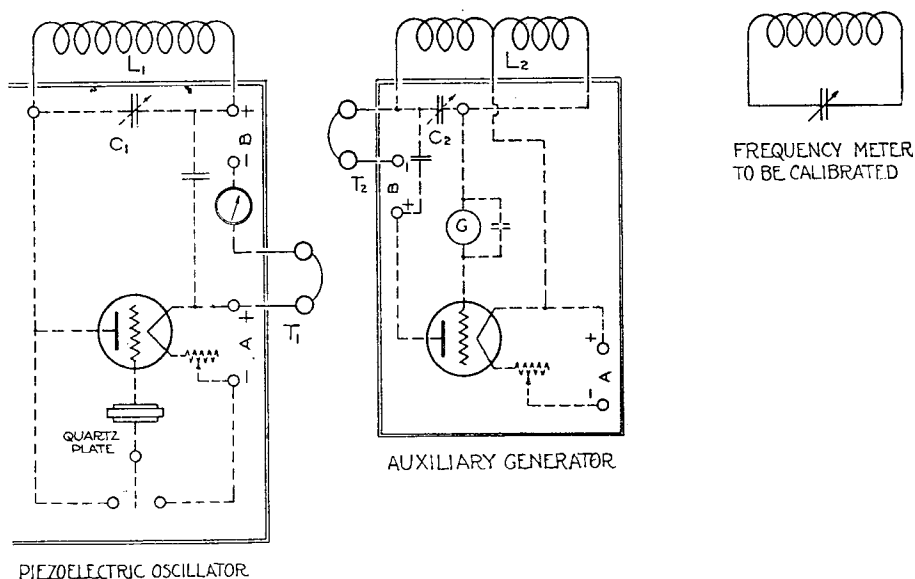 L1
C1
+
B
-
+
A
-
T1
QUARTZ
PLATE
PIEZOELECTRIC OSCILLATOR
L2
C2
T2
-
B
+
G
+
A
-
AUXILIARY GENERATOR
FREQUENCY METER
TO BE CALIBRATED